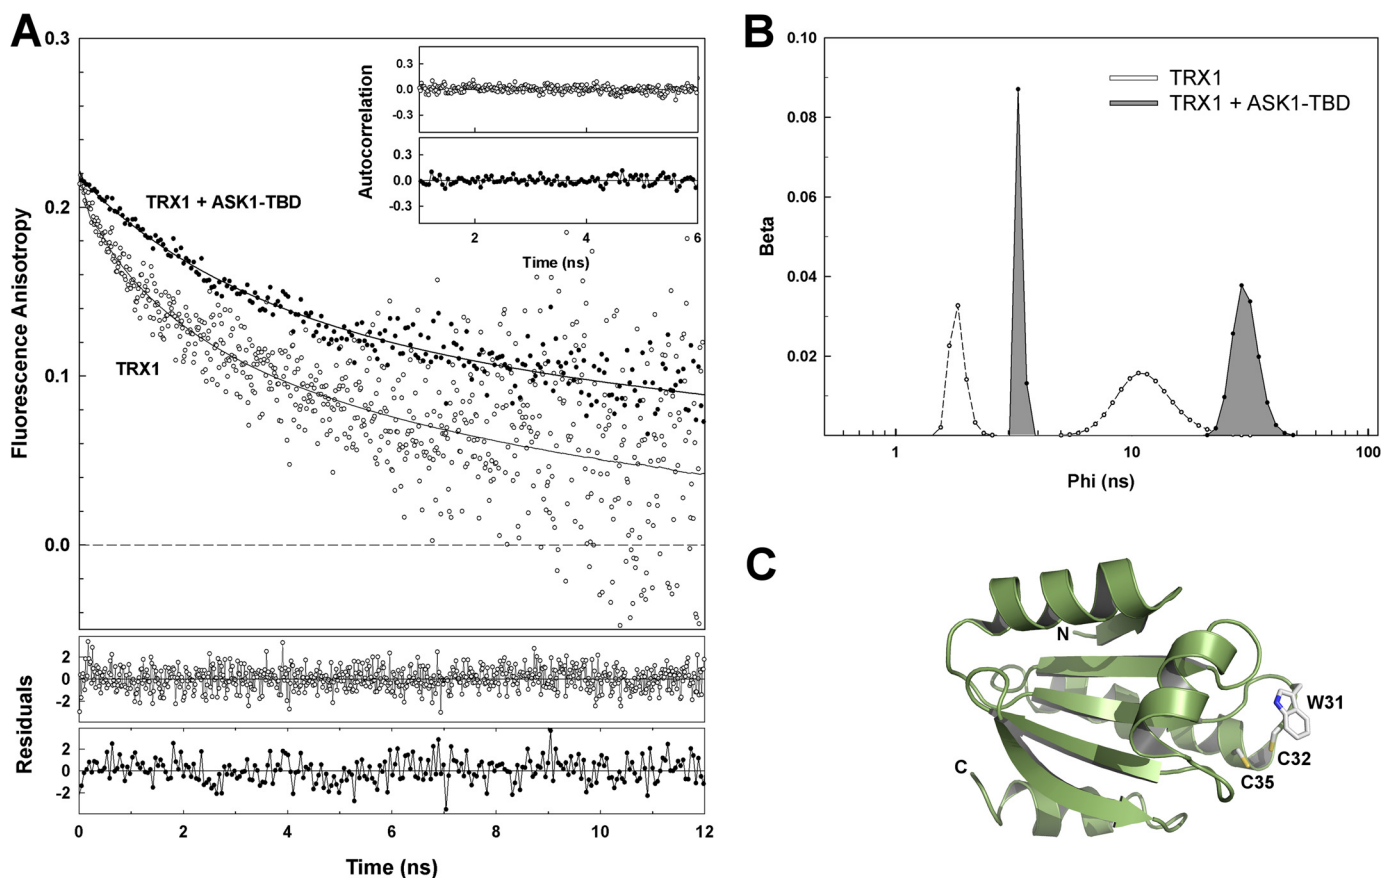 A
0.3
0.2
0.1
0.0
Fluorescence Anisotropy
TRX1 + ASK1-TBD
TRX1
Autocorrelation
0.3
0.0
-0.3
0.3
0.0
-0.3
2
4
6
Time (ns)
Residuals
2
0
-2
2
0
-2
0
2
4
6
8
10
12
Time (ns)
B
0.10
0.08
0.06
0.04
0.02
Beta
TRX1
TRX1 + ASK1-TBD
1
10
100
Phi (ns)
C
N
W31
C32
C35
C